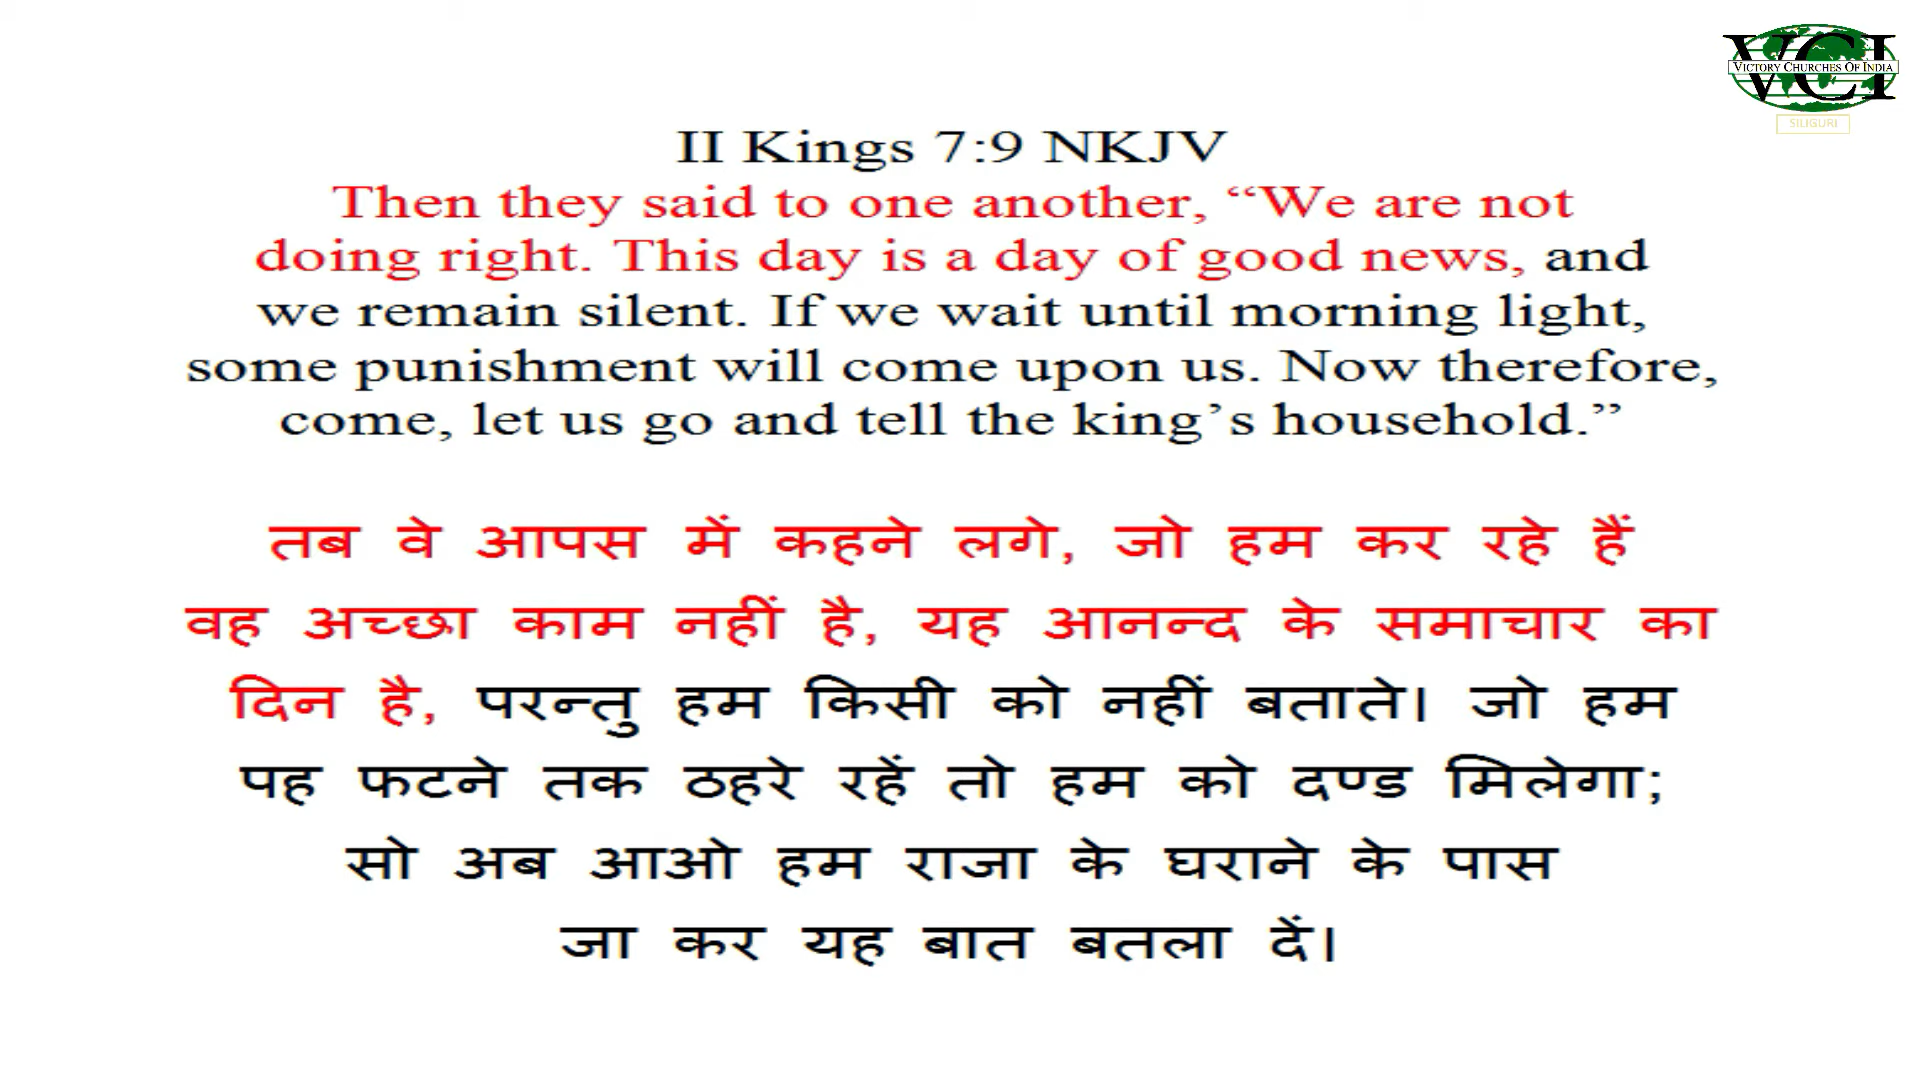 VCI
VICTORY CHURCHES OF INDIA
SILIGURI
II Kings 7:9 NKJV
Then they said to one another, “We are not
doing right. This day is a day of good news, and
we remain silent. If we wait until morning light,
some punishment will come upon us. Now therefore,
come, let us go and tell the king’s household.”
तब वे आपस में कहने लगे, जो हम कर रहे हैं
वह अच्छा काम नहीं है, यह आनन्द के समाचार का
दिन है, परन्तु हम किसी को नहीं बताते। जो हम
पह फटने तक ठहरे रहें तो हम को दण्ड मिलेगा;
सो अब आओ हम राजा के घराने के पास
जा कर यह बात बतला दें।